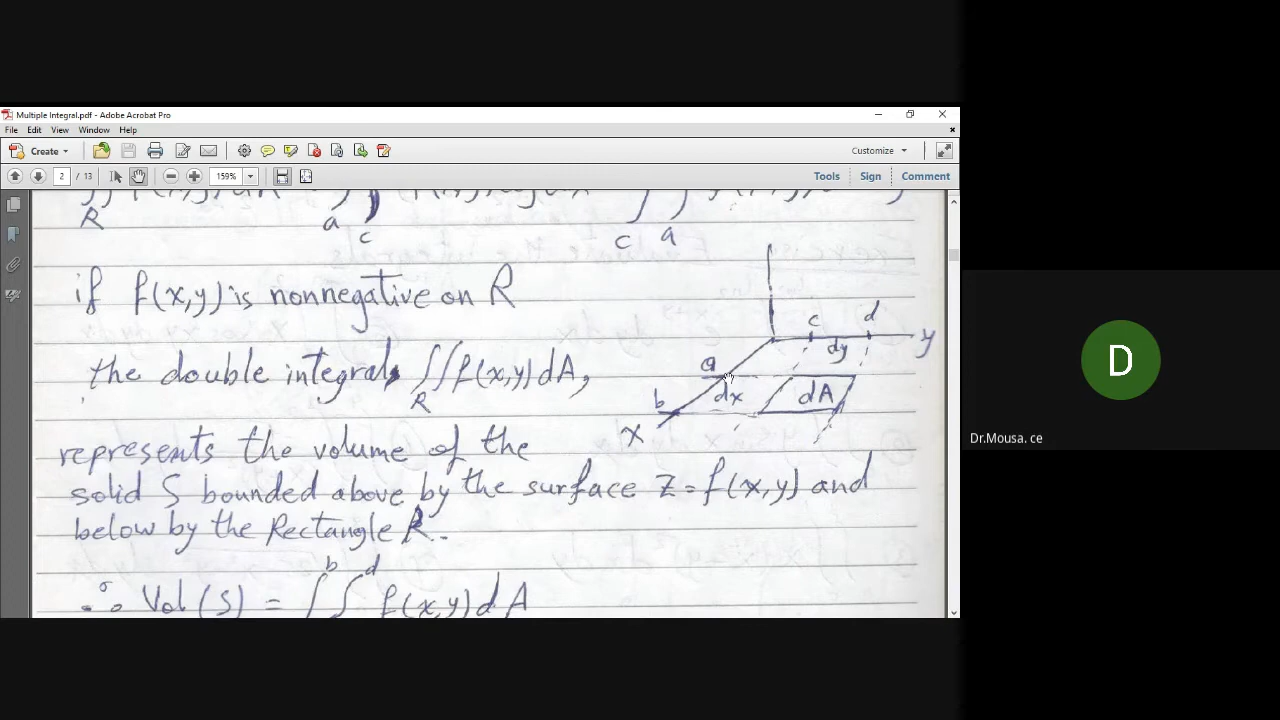 Multiple Integral.pdf - Adobe Acrobat Pro
File Edit View Window Help
Create Customize
2 / 13 159% Tools Sign Comment
R a c c a
if f(x,y) is nonnegative on R
the double integral, ∬f(x,y)dA,
R
represents the volume of the
solid S bounded above by the surface z = f(x,y) and
below by the Rectangle R.
b d
∴ Vol(S) = ∫∫ f(x,y)dA
c d
y
dy
a
b dx dA
x
D
Dr.Mousa. ce